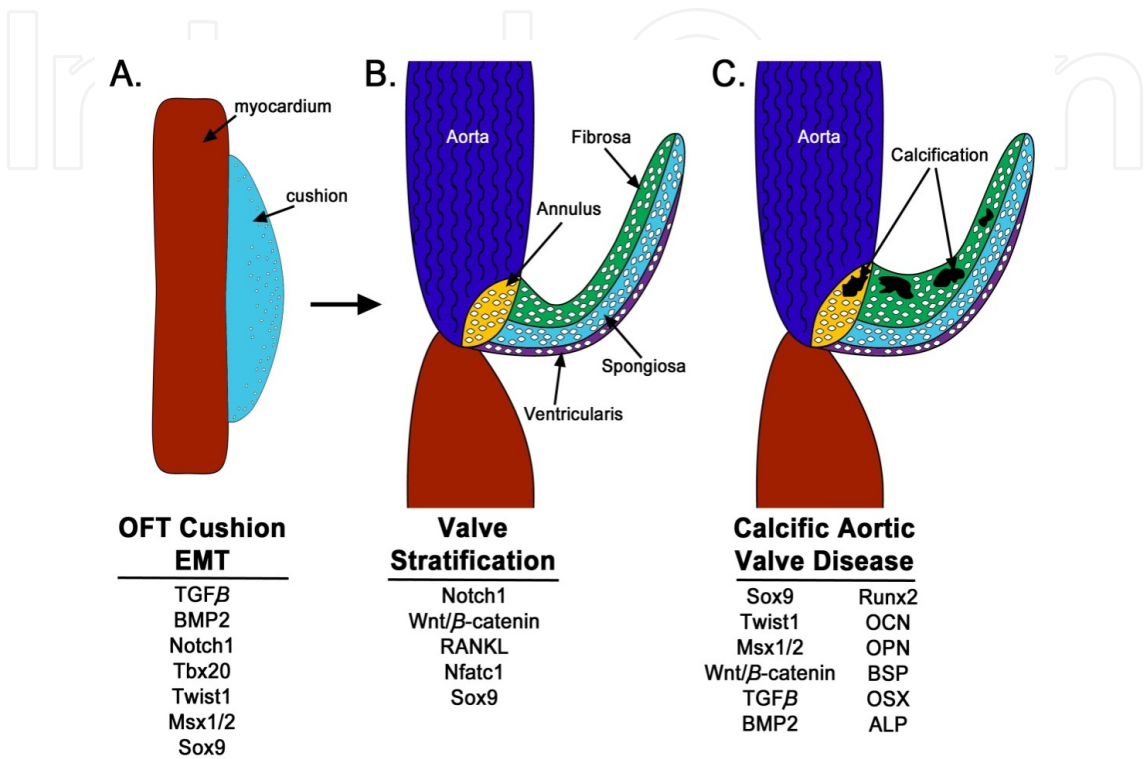 A.
myocardium
cushion
OFT Cushion
EMT
TGFβ
BMP2
Notch1
Tbx20
Twist1
Msx1/2
Sox9
B.
Aorta
Fibrosa
Annulus
Spongiosa
Ventricularis
Valve
Stratification
Notch1
Wnt/β-catenin
RANKL
Nfatc1
Sox9
C.
Aorta
Calcification
Calcific Aortic
Valve Disease
Sox9 Runx2
Twist1 OCN
Msx1/2 OPN
Wnt/β-catenin BSP
TGFβ OSX
BMP2 ALP